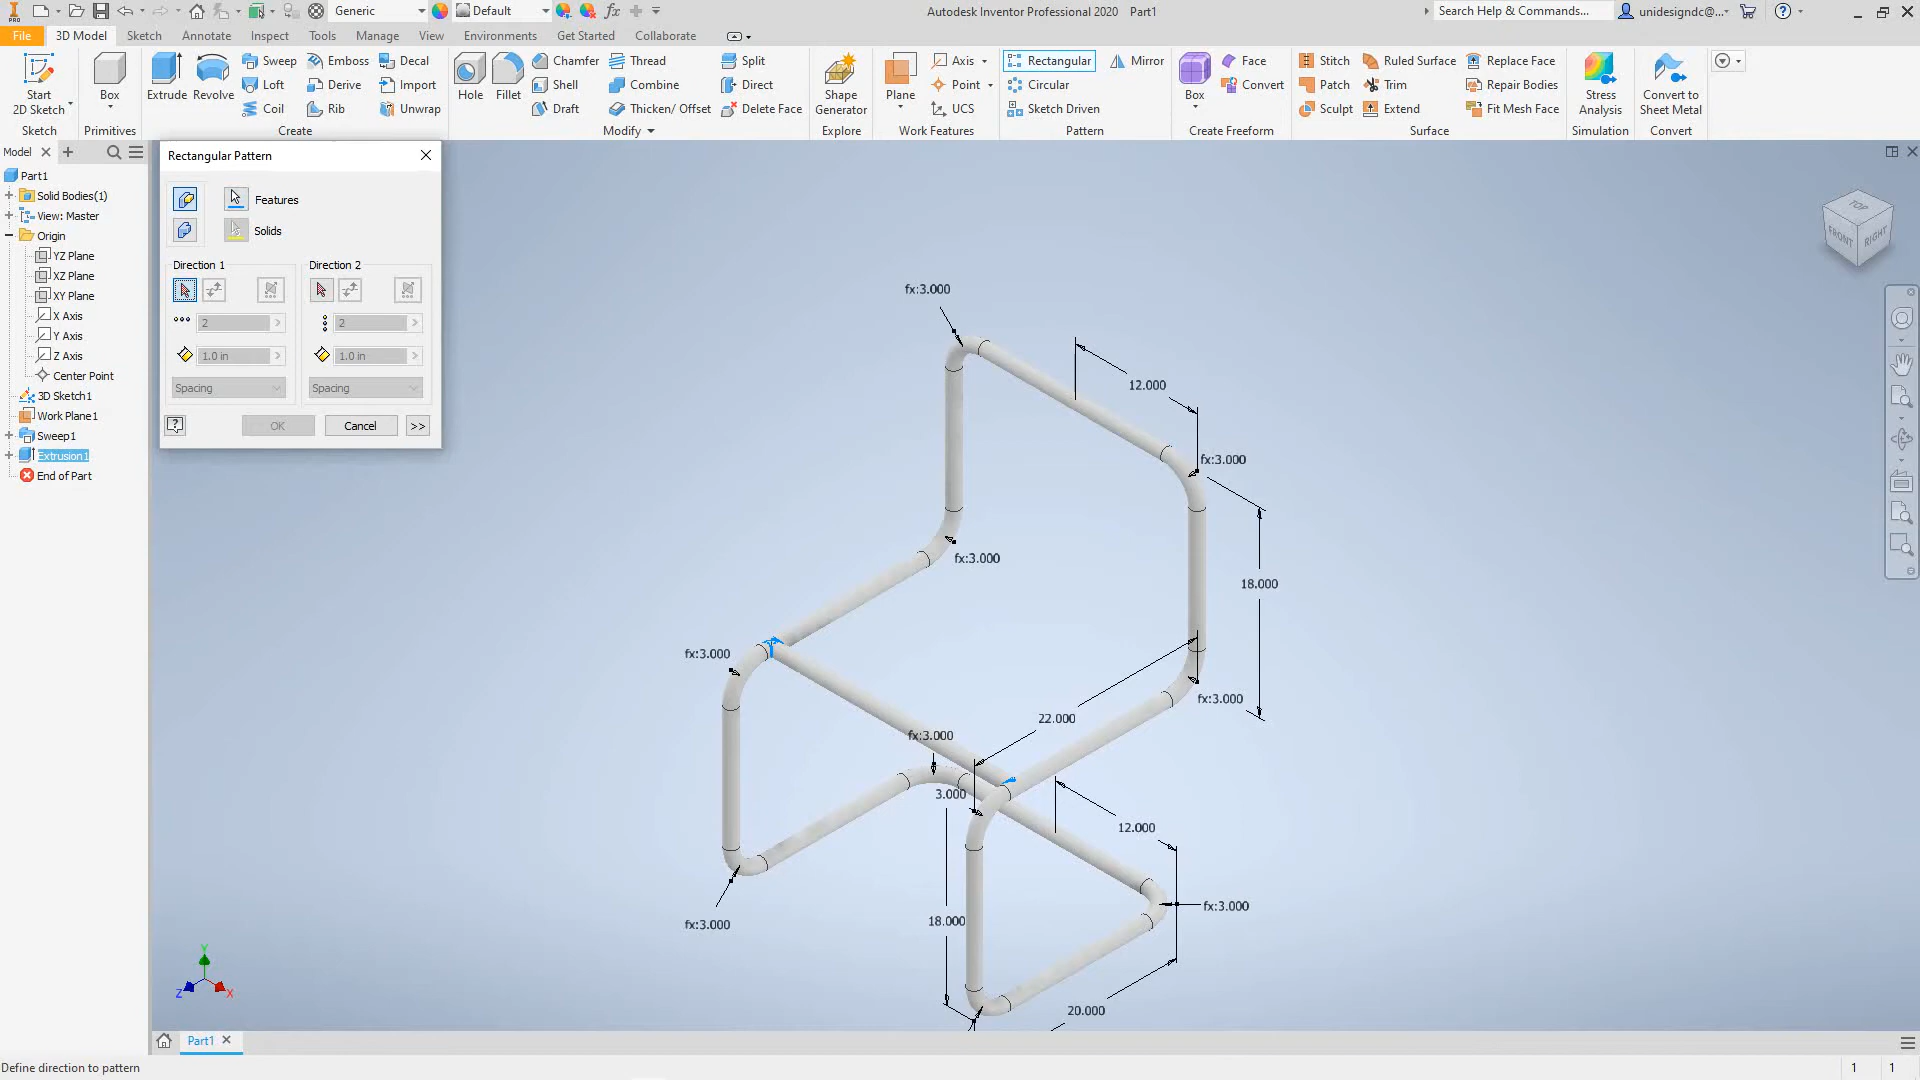 PRO
Generic
Default
fx
Autodesk Inventor Professional 2020 Part1
Search Help & Commands...
unidesigndc@...
File
3D Model
Sketch
Annotate
Inspect
Tools
Manage
View
Environments
Get Started
Collaborate
Start
2D Sketch
Sketch
Box
Primitives
Extrude
Revolve
Sweep
Loft
Coil
Emboss
Derive
Rib
Decal
Import
Unwrap
Create
Hole
Fillet
Chamfer
Shell
Draft
Thread
Combine
Thicken/ Offset
Split
Direct
Delete Face
Modify
Shape
Generator
Explore
Plane
Axis
Point
UCS
Work Features
Rectangular
Circular
Sketch Driven
Mirror
Pattern
Box
Face
Convert
Create Freeform
Stitch
Patch
Sculpt
Ruled Surface
Trim
Extend
Replace Face
Repair Bodies
Fit Mesh Face
Surface
Stress
Analysis
Simulation
Convert to
Sheet Metal
Convert
Model
Part1
Solid Bodies(1)
View: Master
Origin
YZ Plane
XZ Plane
XY Plane
X Axis
Y Axis
Z Axis
Center Point
3D Sketch1
Work Plane1
Sweep1
Extrusion1
End of Part
Rectangular Pattern
Features
Solids
Direction 1
Direction 2
2
2
1.0 in
1.0 in
Spacing
Spacing
OK
Cancel
>>
TOP
FRONT
RIGHT
fx:3.000
12.000
fx:3.000
fx:3.000
18.000
fx:3.000
fx:3.000
22.000
fx:3.000
3.000
12.000
18.000
fx:3.000
fx:3.000
20.000
Y
Z
X
Part1
Define direction to pattern
1
1